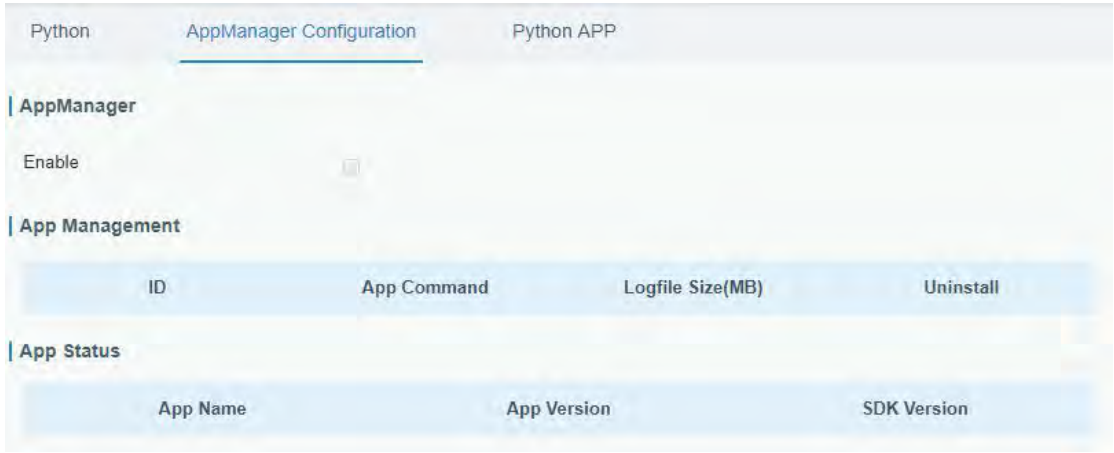 Python AppManager Configuration Python APP
AppManager
Enable
App Management
ID App Command Logfile Size(MB) Uninstall
App Status
App Name App Version SDK Version